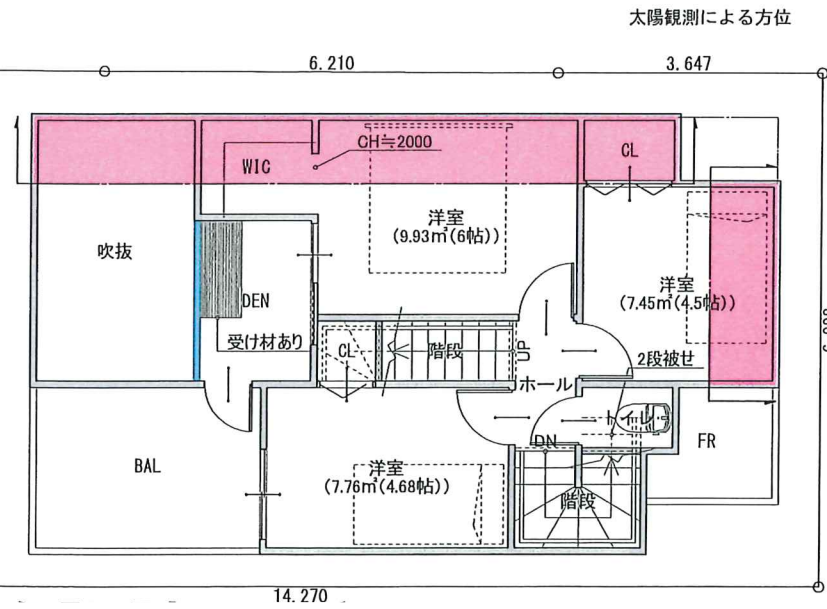 太陽観測による方位
6.210
3.647
CH≒2000
WIC
CL
洋室
(9.93㎡(6帖))
吹抜
洋室
(7.45㎡(4.5帖))
DEN
受け材あり
CL
階段
UP
2段被せ
ホール
トイレ
FR
BAL
洋室
(7.76㎡(4.68帖))
DN
階段
14.270